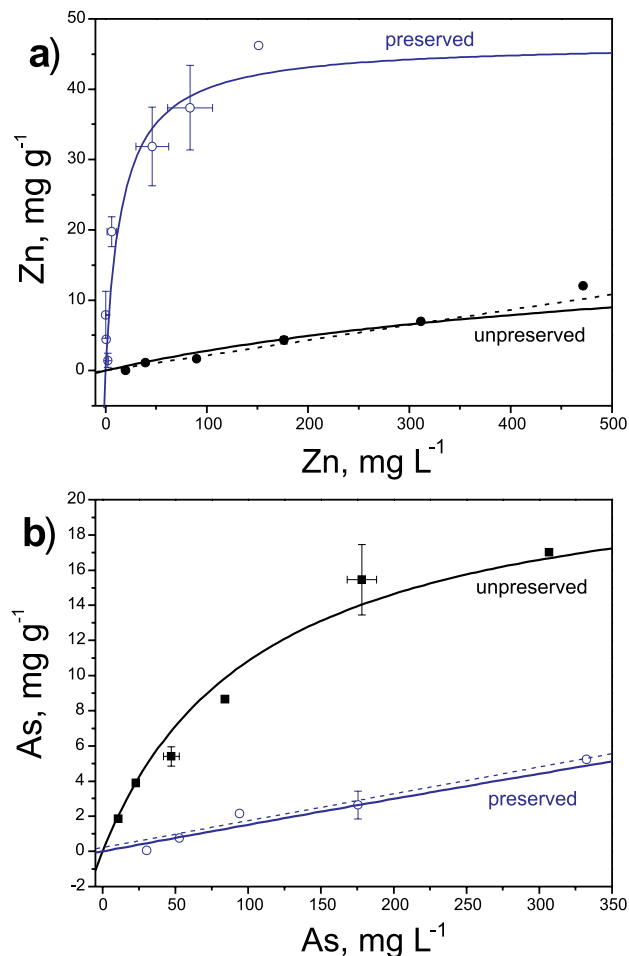 a)
Zn, mg g⁻¹
50
40
30
20
10
0
preserved
unpreserved
0 100 200 300 400 500
Zn, mg L⁻¹
b)
As, mg g⁻¹
20
18
16
14
12
10
8
6
4
2
0
-2
unpreserved
preserved
0 50 100 150 200 250 300 350
As, mg L⁻¹